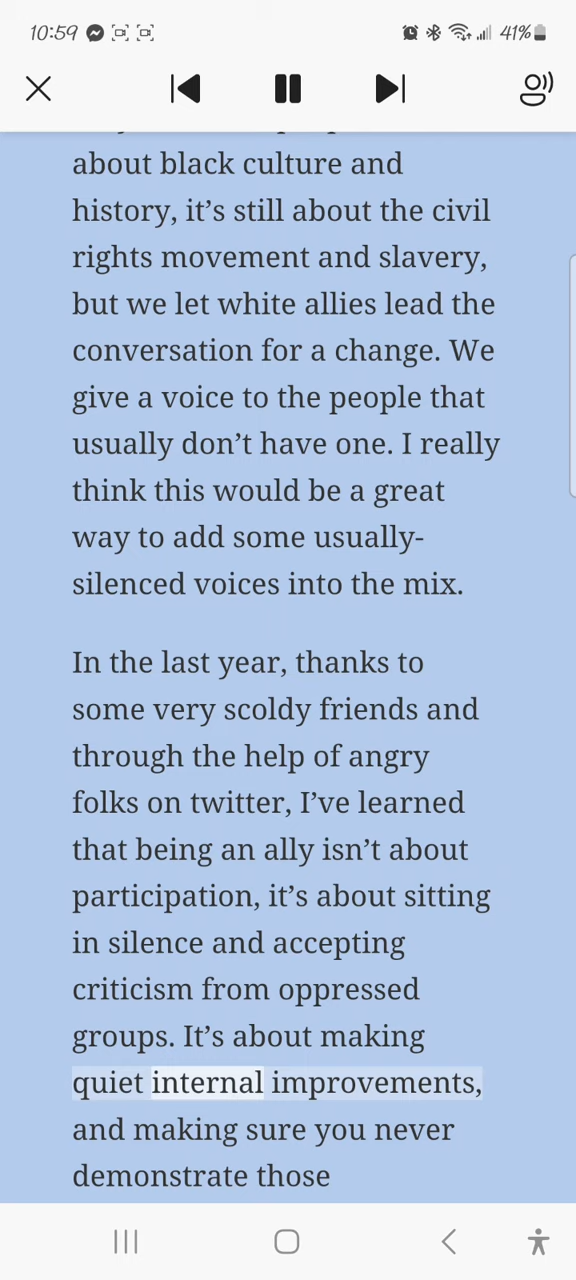 10:59
41%
about black culture and
history, it’s still about the civil
rights movement and slavery,
but we let white allies lead the
conversation for a change. We
give a voice to the people that
usually don’t have one. I really
think this would be a great
way to add some usually-
silenced voices into the mix.
In the last year, thanks to
some very scoldy friends and
through the help of angry
folks on twitter, I’ve learned
that being an ally isn’t about
participation, it’s about sitting
in silence and accepting
criticism from oppressed
groups. It’s about making
quiet internal improvements,
and making sure you never
demonstrate those